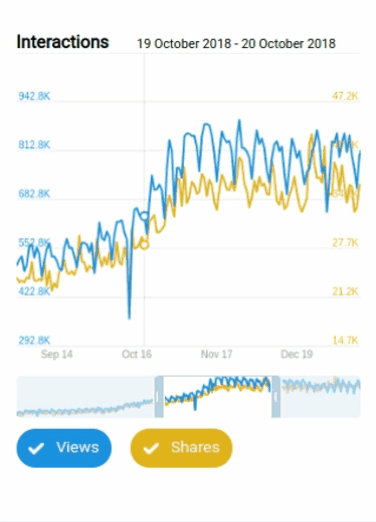 Interactions 19 October 2018 - 20 October 2018
942.8K 47.2K
812.8K
682.8K
552.8K 27.7K
422.8K 21.2K
292.8K 14.7K
Sep 14 Oct 16 Nov 17 Dec 19
Views Shares